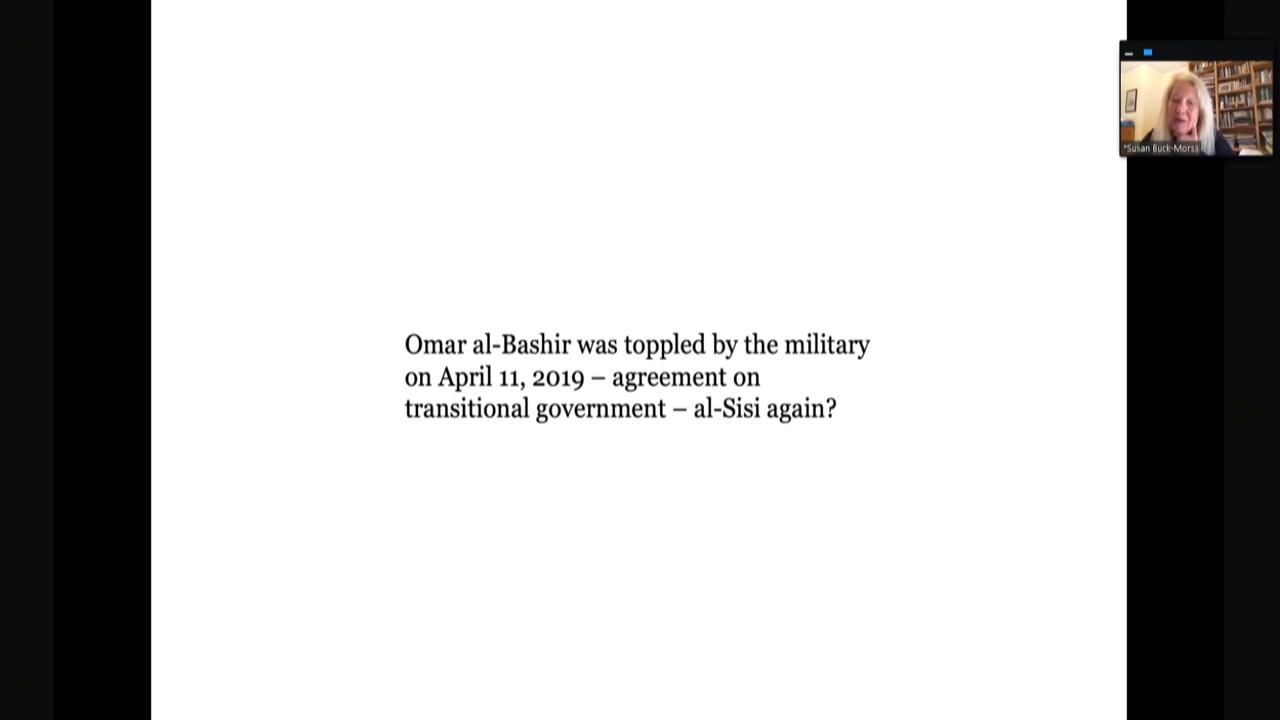 *Susan Buck-Morss
Omar al-Bashir was toppled by the military
on April 11, 2019 – agreement on
transitional government – al-Sisi again?